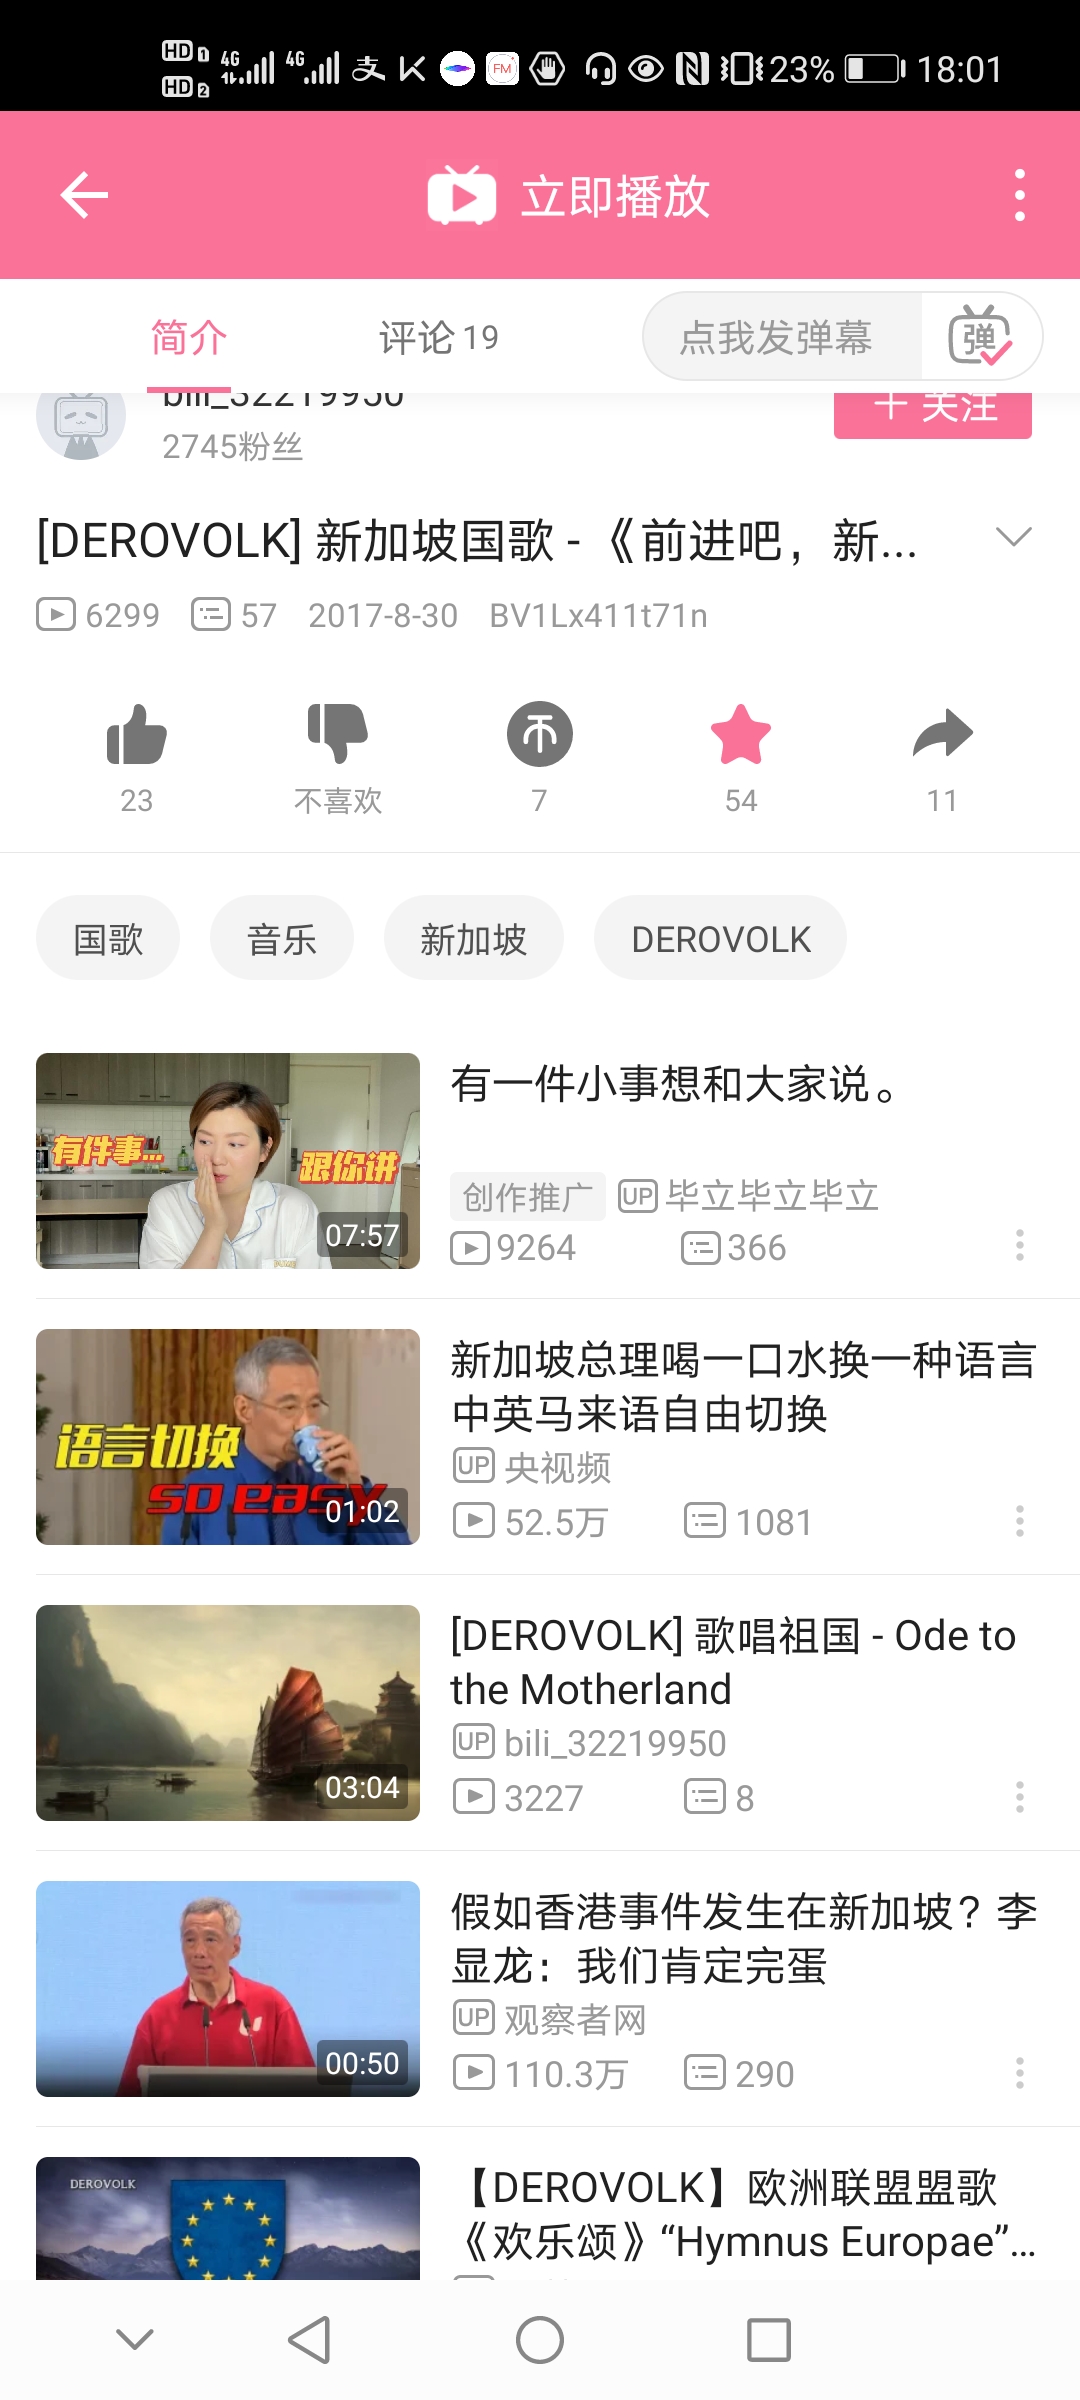 HD 1 4G 4G 支 K FM 23% 18:01
HD 2
立即播放
简介 评论 19 点我发弹幕 弹
bili_32219950
2745粉丝
+ 关注
[DEROVOLK] 新加坡国歌 - 《前进吧，新...
6299 57 2017-8-30 BV1Lx411t71n
23 不喜欢 7 54 11
国歌 音乐 新加坡 DEROVOLK
有件事...
跟你讲
07:57
有一件小事想和大家说。
创作推广 UP 毕立毕立毕立
9264 366
语言切换
so easy
01:02
新加坡总理喝一口水换一种语言
中英马来语自由切换
UP 央视频
52.5万 1081
03:04
[DEROVOLK] 歌唱祖国 - Ode to
the Motherland
UP bili_32219950
3227 8
00:50
假如香港事件发生在新加坡？李
显龙：我们肯定完蛋
UP 观察者网
110.3万 290
DEROVOLK
【DEROVOLK】欧洲联盟盟歌
《欢乐颂》“Hymnus Europae”...